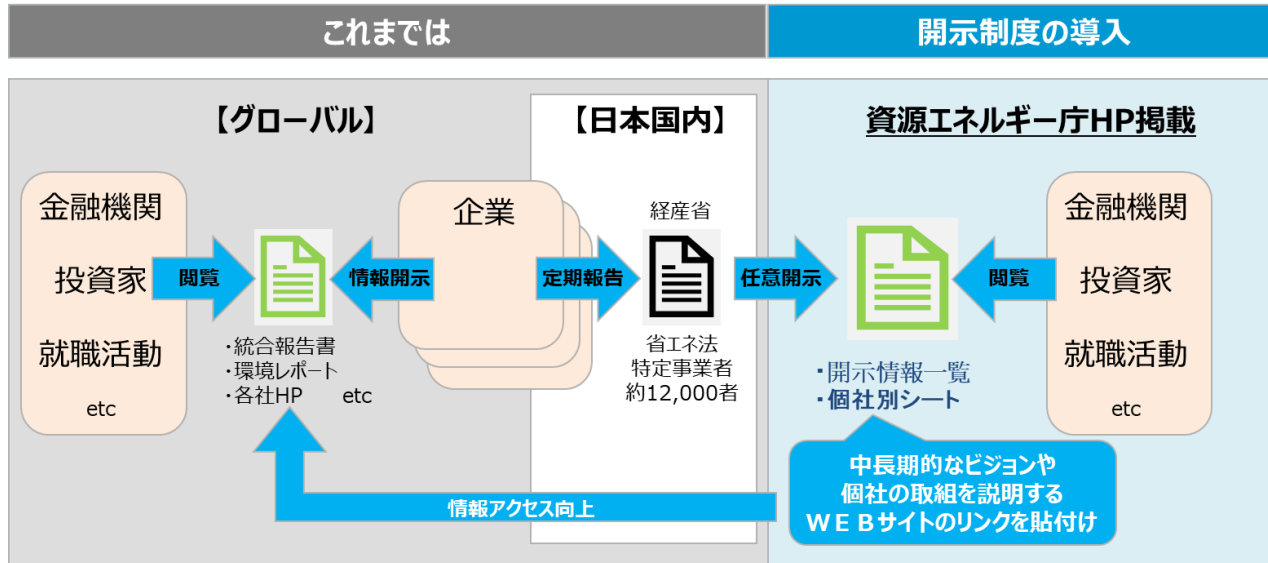 これまでは
開示制度の導入
【グローバル】
【日本国内】
資源エネルギー庁HP掲載
金融機関
投資家
就職活動
etc
閲覧
・統合報告書
・環境レポート
・各社HP etc
情報開示
企業
定期報告
経産省
省エネ法
特定事業者
約12,000者
任意開示
・開示情報一覧
・個社別シート
閲覧
金融機関
投資家
就職活動
etc
中長期的なビジョンや
個社の取組を説明する
ＷＥＢサイトのリンクを貼付け
情報アクセス向上